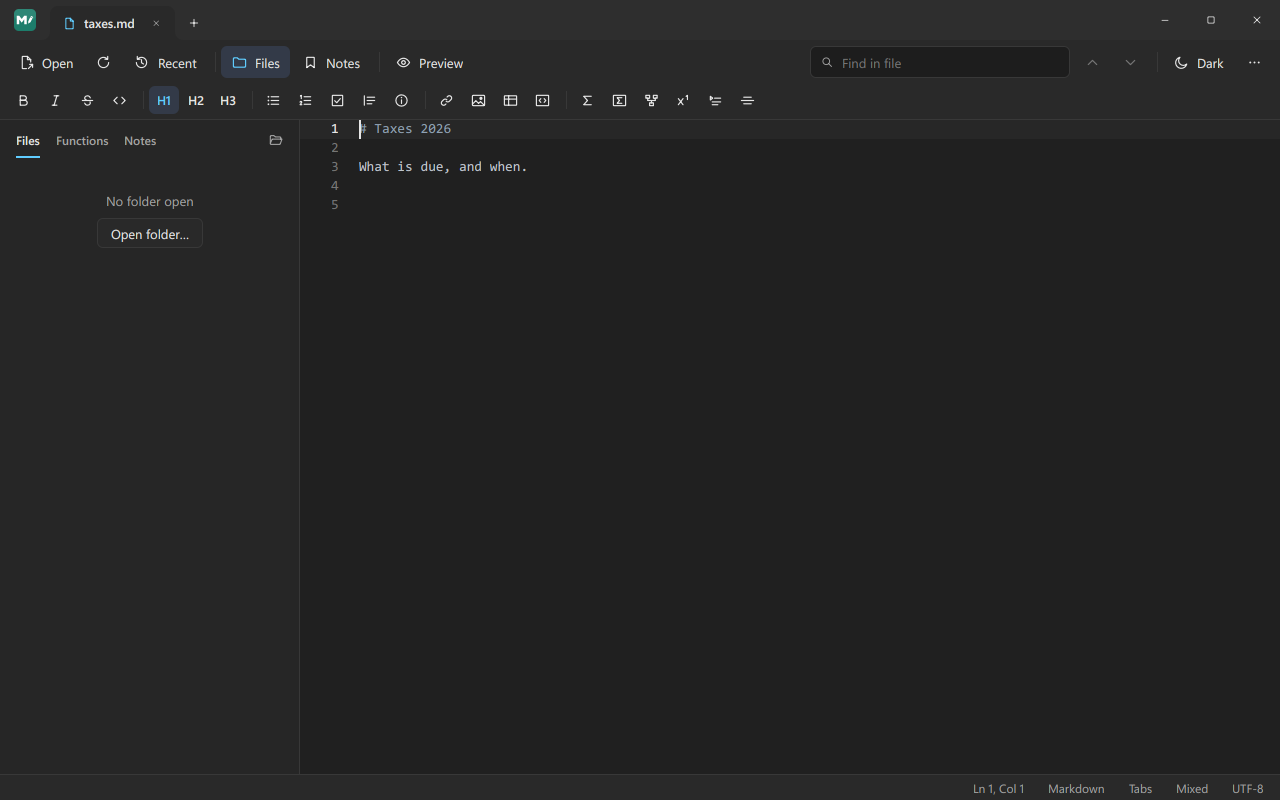 M
taxes.md
Open
Recent
Files
Notes
Preview
Find in file
Dark
B I S <> H1 H2 H3
Σ Σ x¹
Files Functions Notes
No folder open
Open folder...
1 # Taxes 2026
2
3 What is due, and when.
4
5
Ln 1, Col 1 Markdown Tabs Mixed UTF-8